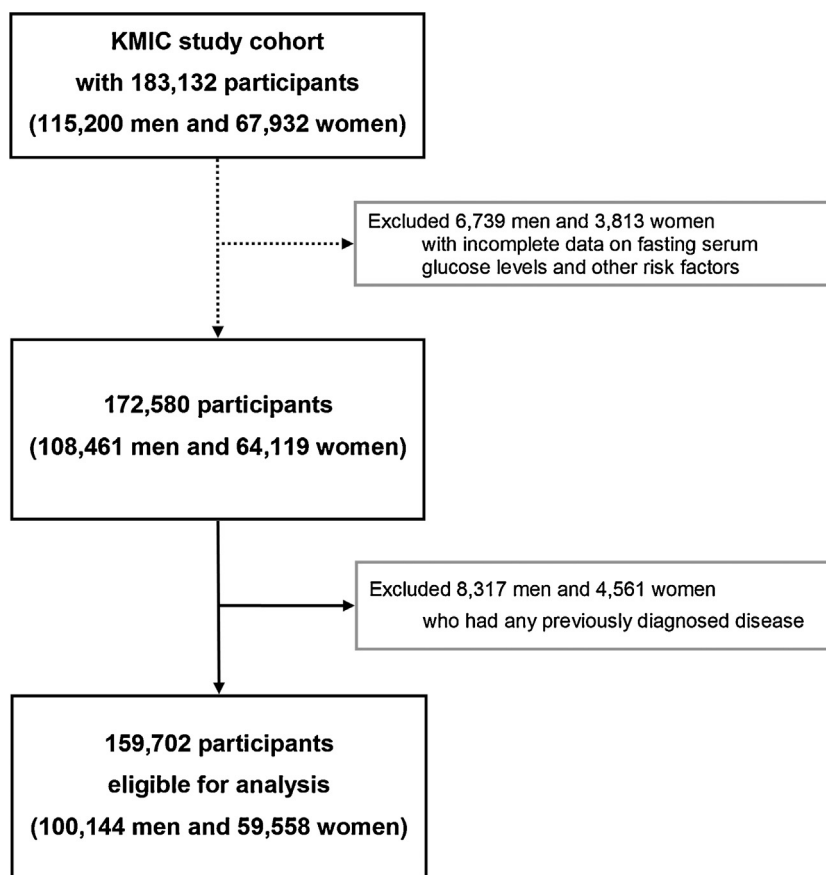 KMIC study cohort
with 183,132 participants
(115,200 men and 67,932 women)
Excluded 6,739 men and 3,813 women
with incomplete data on fasting serum
glucose levels and other risk factors
172,580 participants
(108,461 men and 64,119 women)
Excluded 8,317 men and 4,561 women
who had any previously diagnosed disease
159,702 participants
eligible for analysis
(100,144 men and 59,558 women)